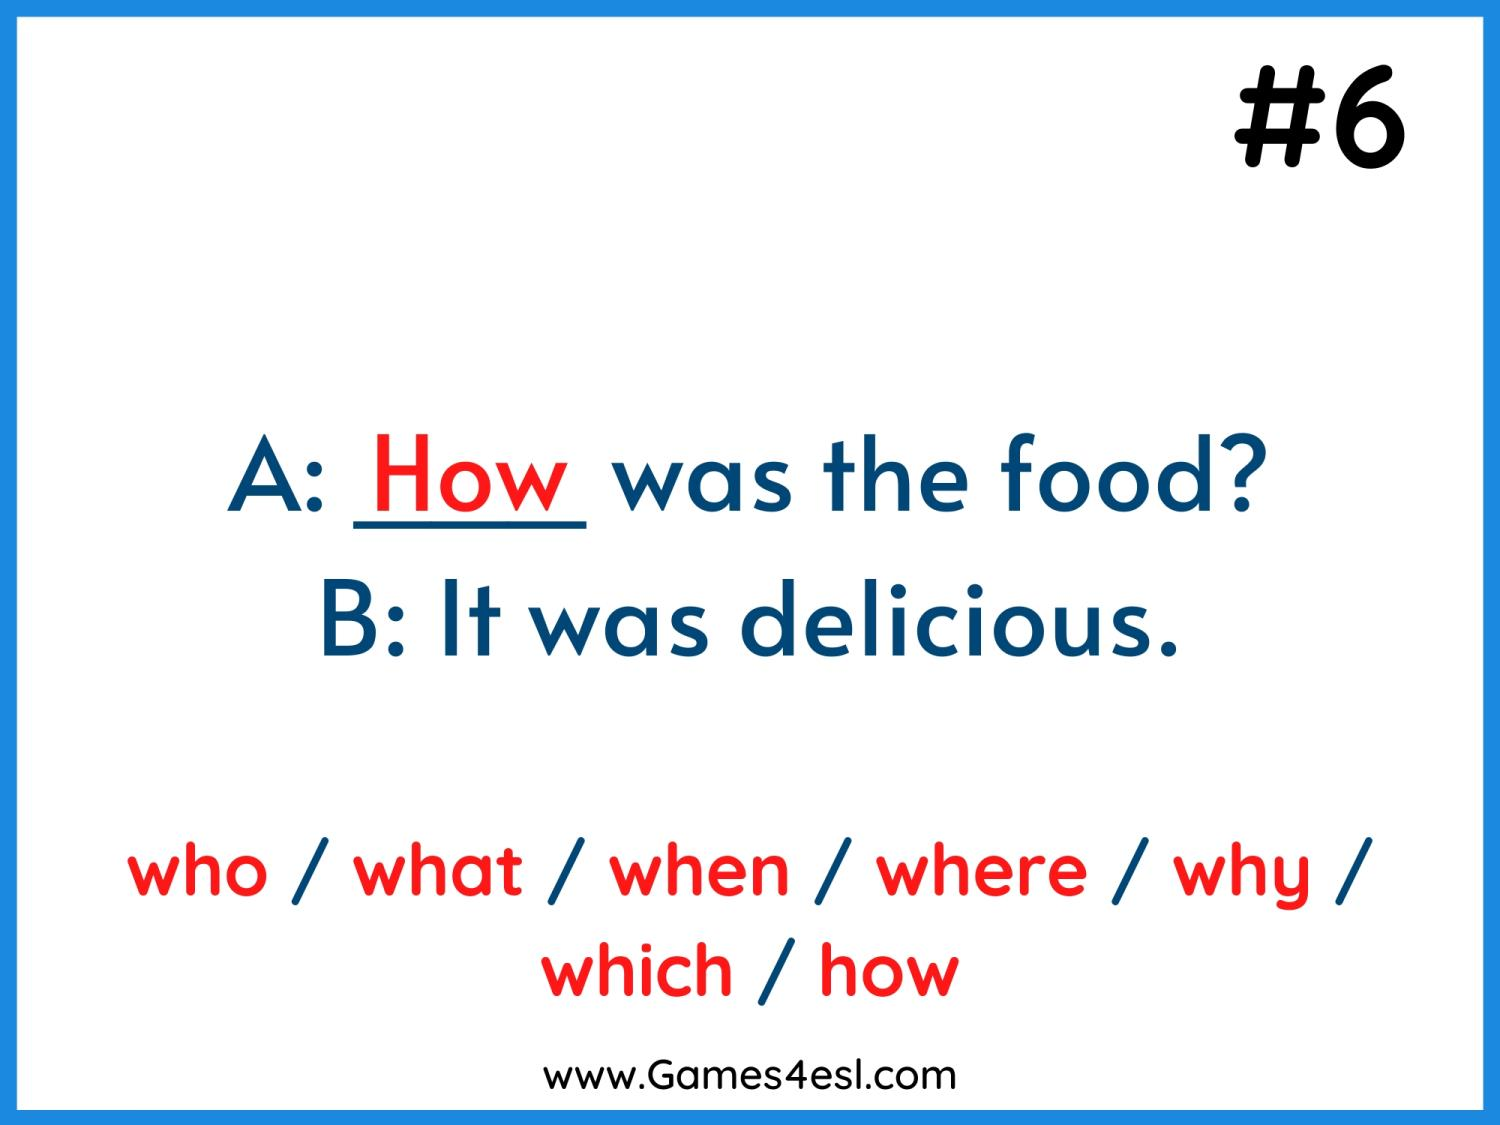 #6
A: How was the food?
B: It was delicious.
who / what / when / where / why /
which / how
www.Games4esl.com